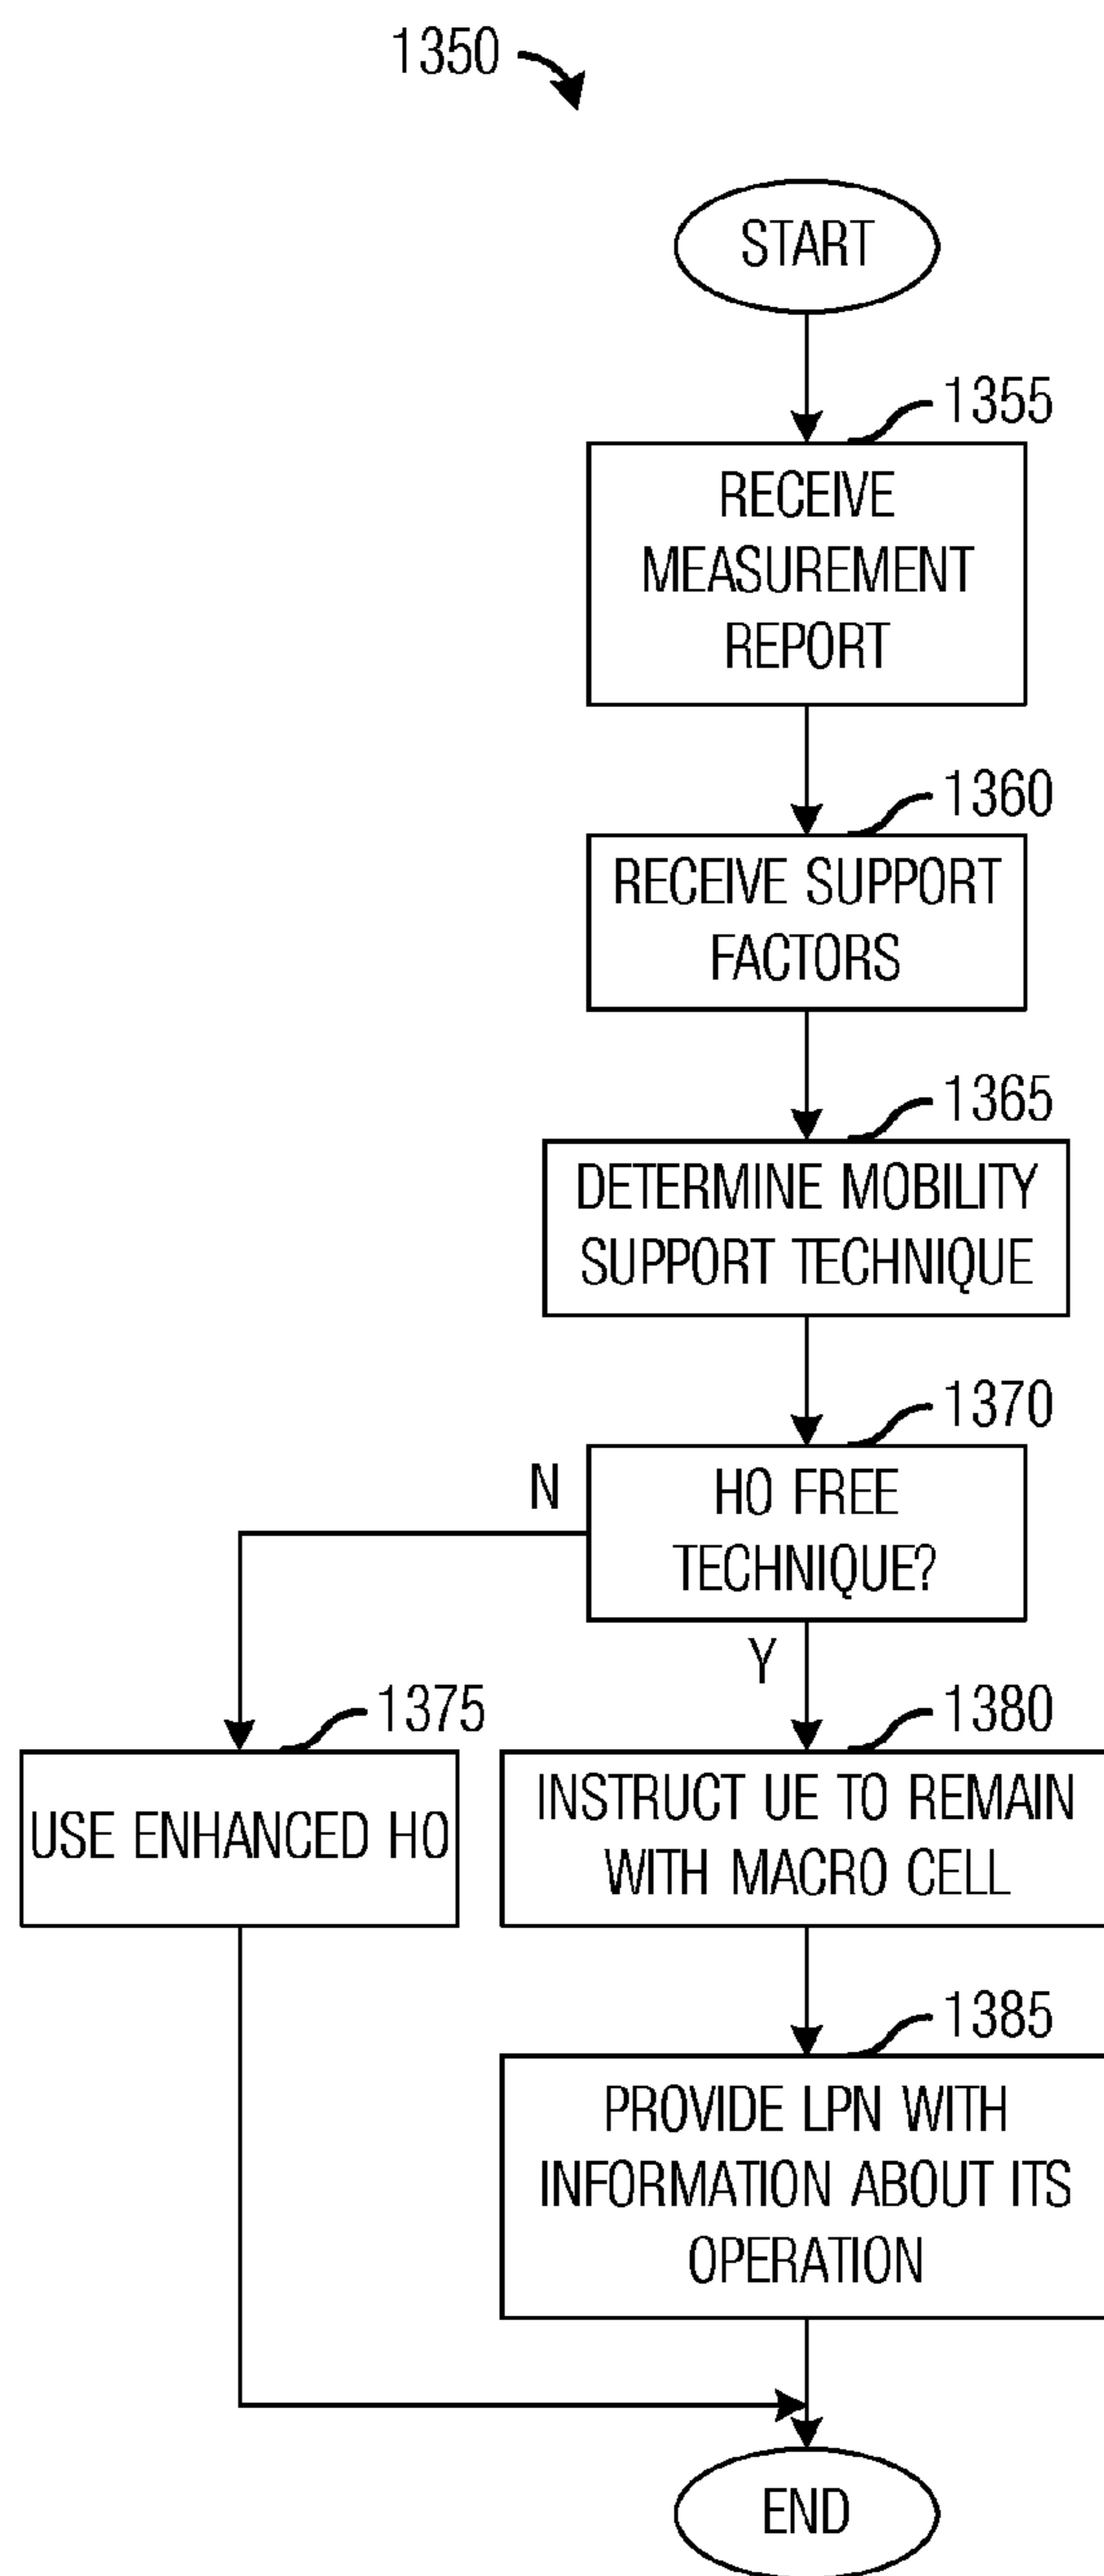 1350
START
1355
RECEIVE
MEASUREMENT
REPORT
1360
RECEIVE SUPPORT
FACTORS
1365
DETERMINE MOBILITY
SUPPORT TECHNIQUE
1370
N
HO FREE
TECHNIQUE?
Y
1375
1380
USE ENHANCED HO
INSTRUCT UE TO REMAIN
WITH MACRO CELL
1385
PROVIDE LPN WITH
INFORMATION ABOUT ITS
OPERATION
END